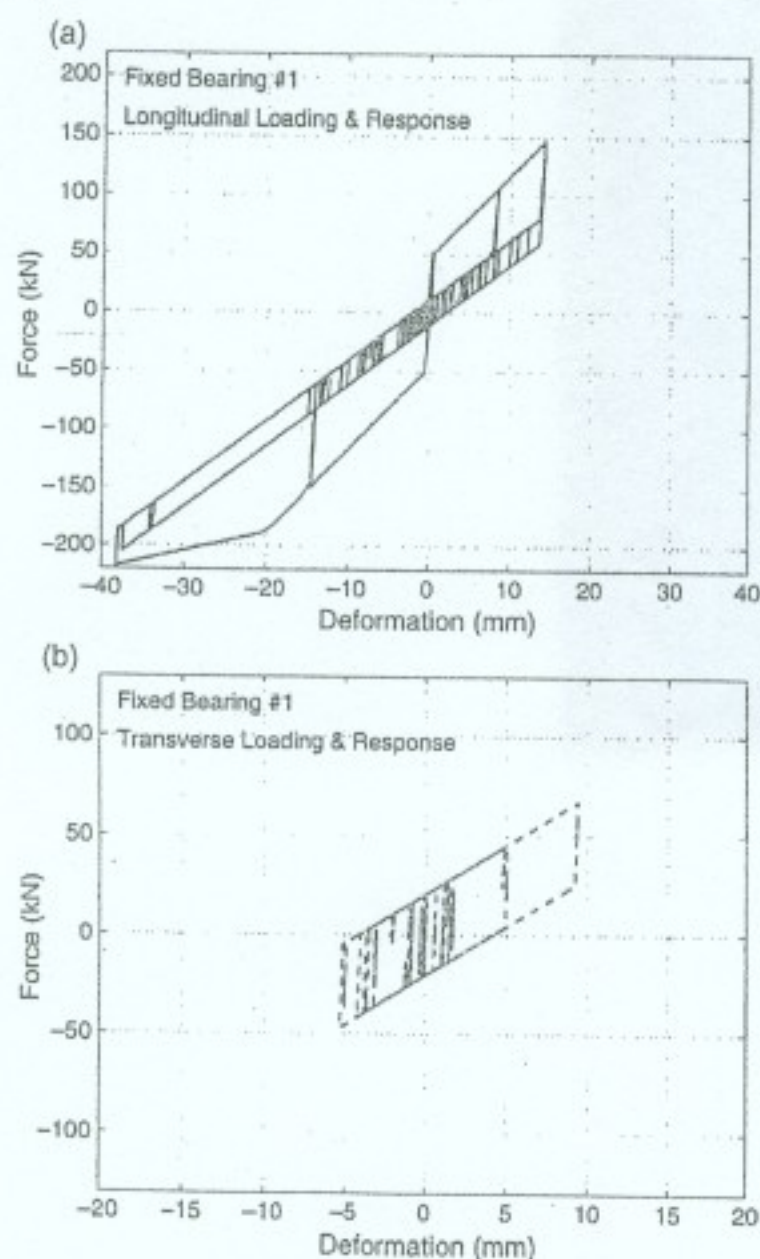 (a)
Fixed Bearing #1
Longitudinal Loading & Response
200
150
100
50
0
−50
−100
−150
−200
Force (kN)
−40 −30 −20 −10 0 10 20 30 40
Deformation (mm)
(b)
Fixed Bearing #1
Transverse Loading & Response
100
50
0
−50
−100
Force (kN)
−20 −15 −10 −5 0 5 10 15 20
Deformation (mm)